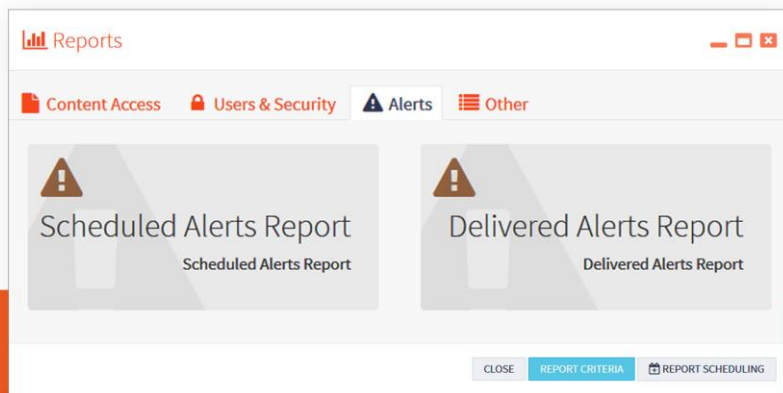 Reports
Content Access Users & Security Alerts Other
Scheduled Alerts Report
Scheduled Alerts Report
Delivered Alerts Report
Delivered Alerts Report
CLOSE REPORT CRITERIA REPORT SCHEDULING